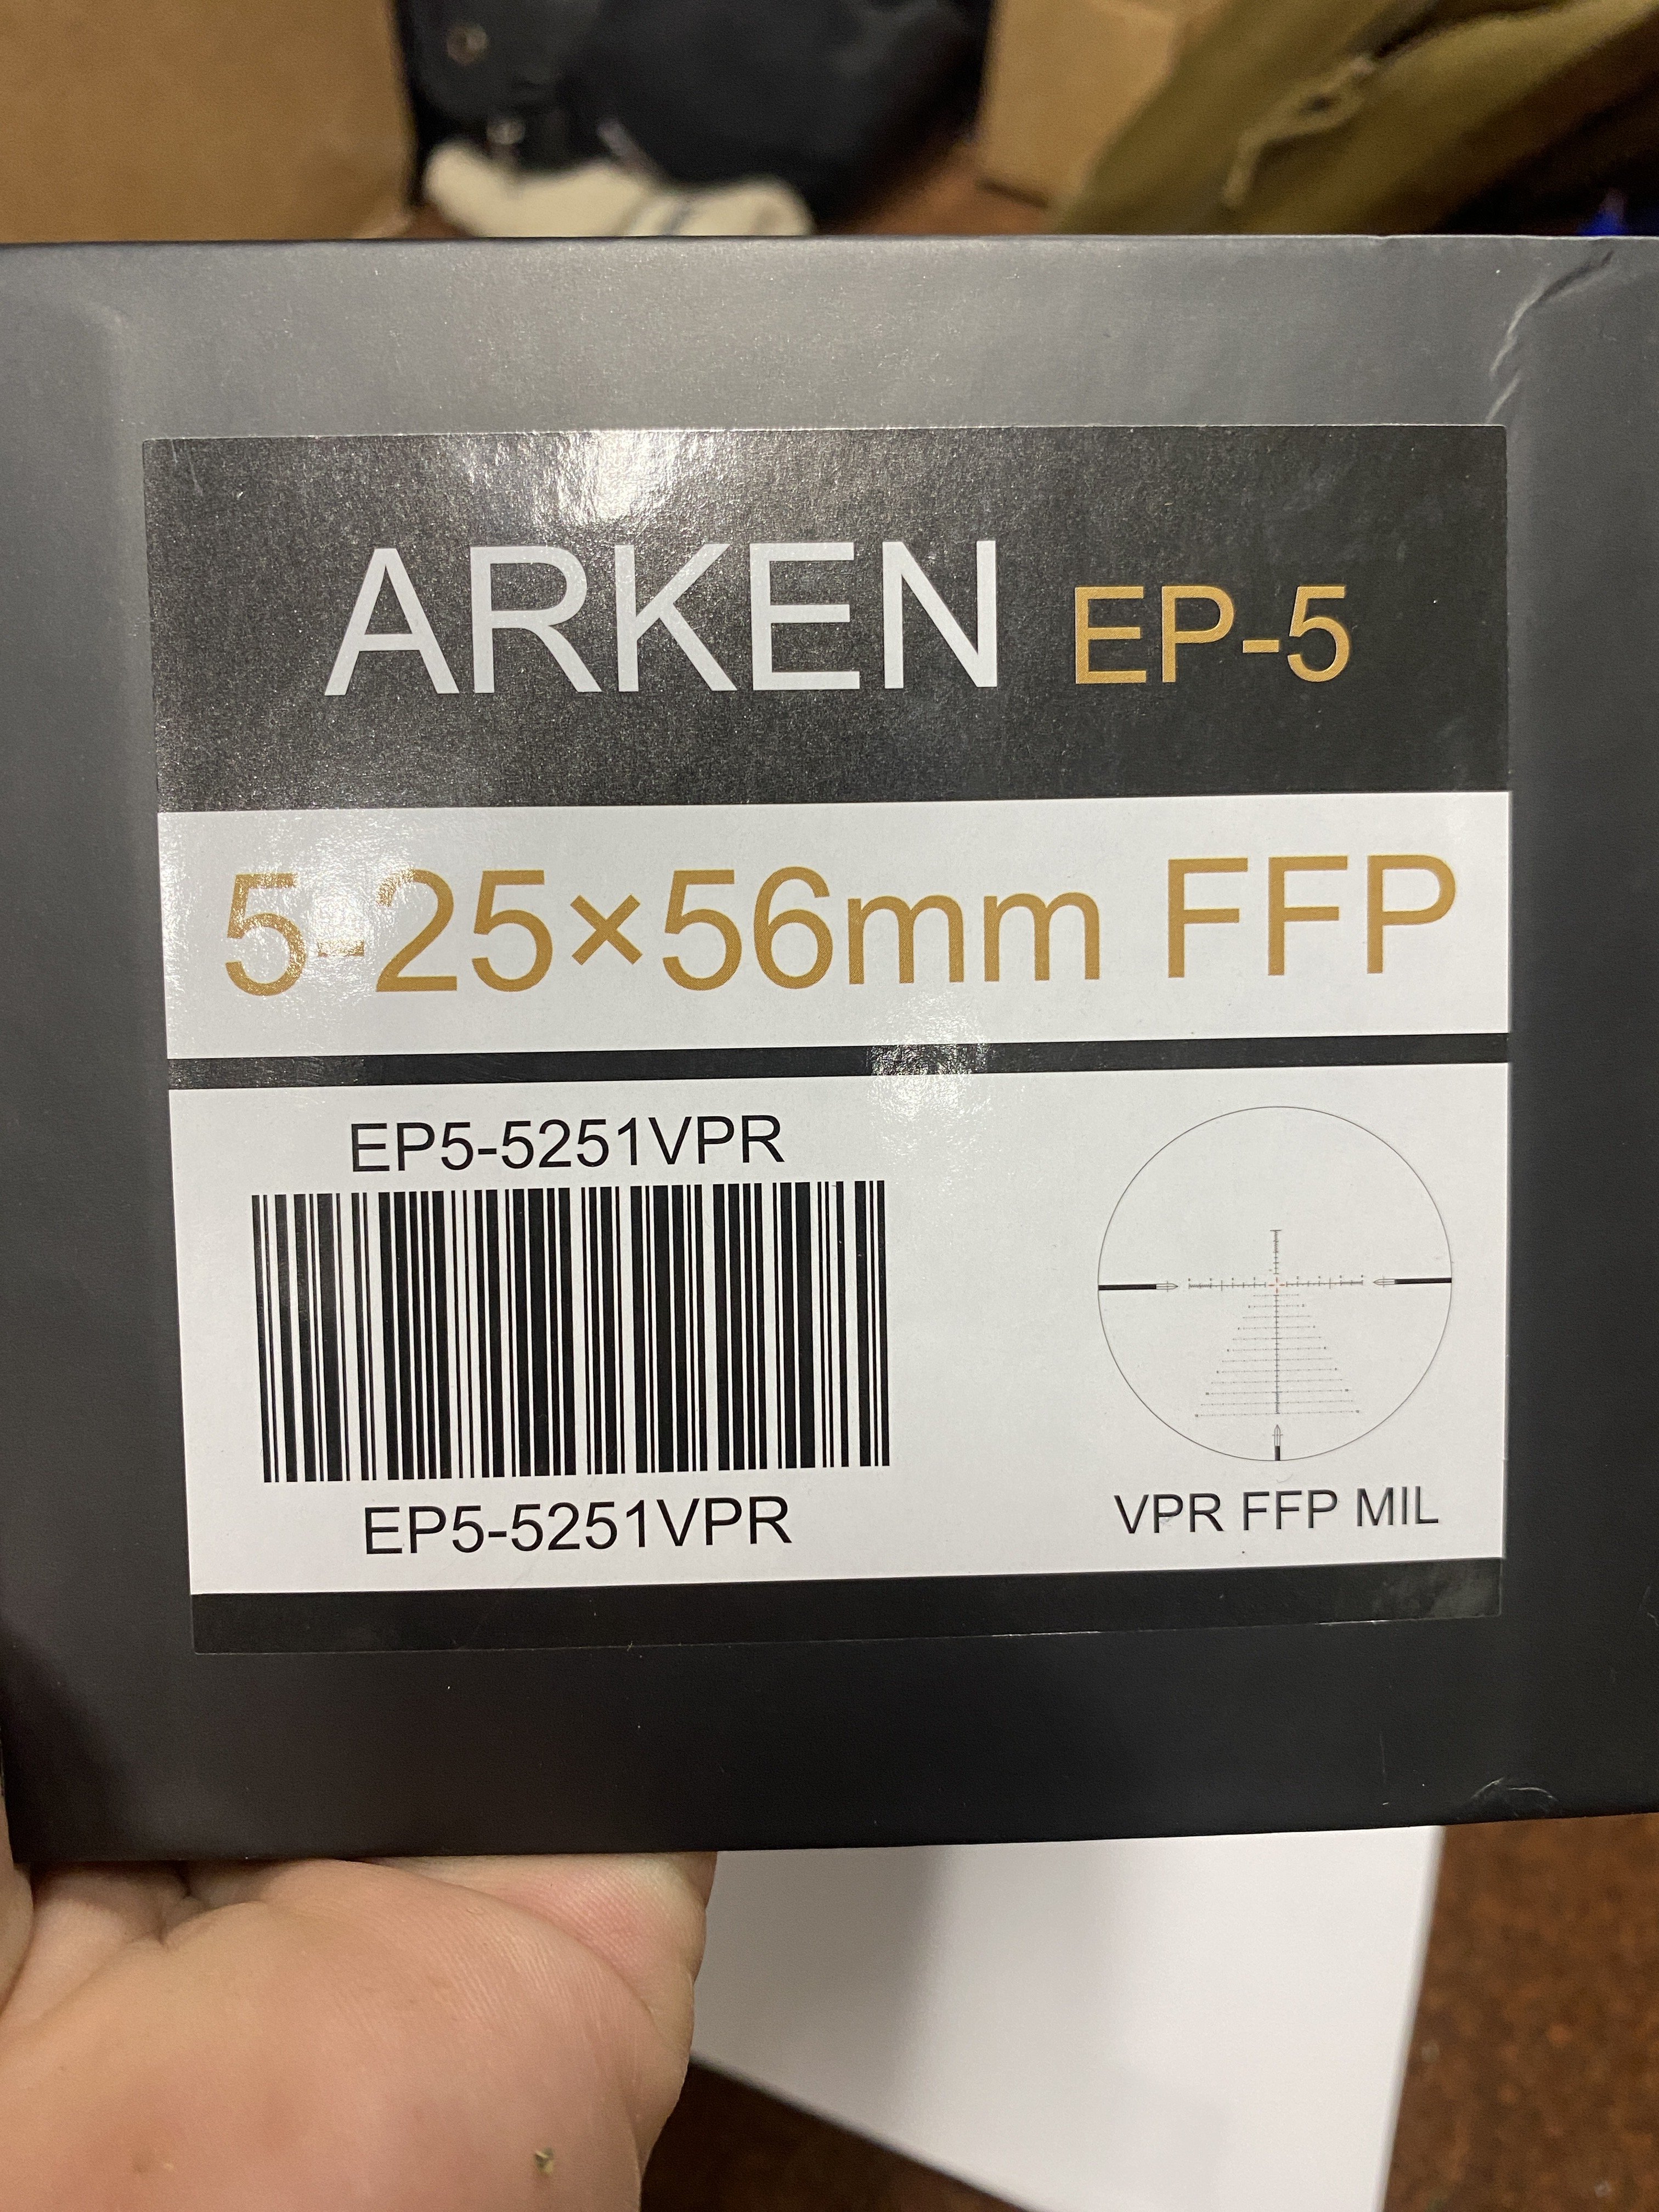 ARKEN EP-5
5-25×56mm FFP
EP5-5251VPR
EP5-5251VPR
VPR FFP MIL